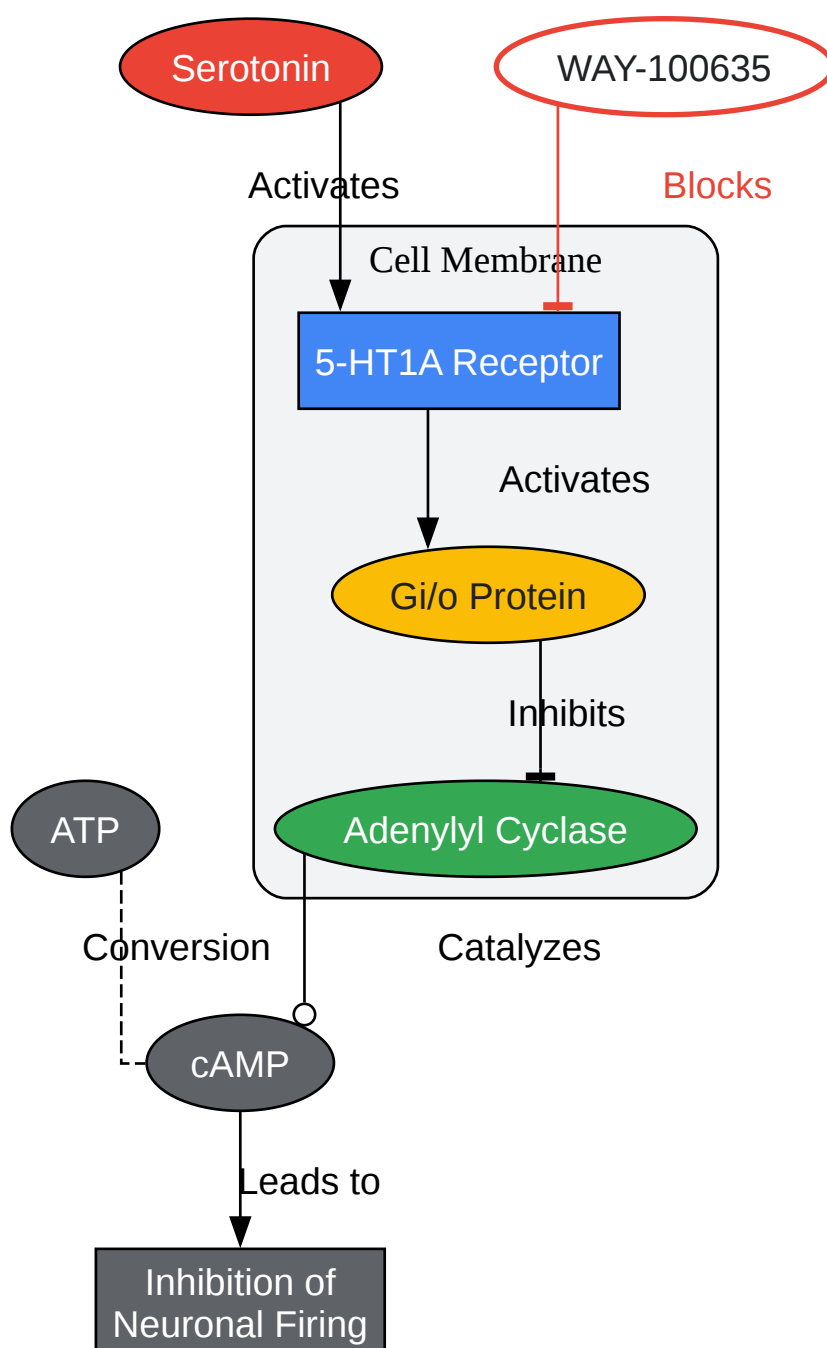 Serotonin
WAY-100635
Activates
Blocks
Cell Membrane
5-HT1A Receptor
Activates
Gi/o Protein
Inhibits
ATP
Adenylyl Cyclase
Conversion
Catalyzes
cAMP
Leads to
Inhibition of
Neuronal Firing